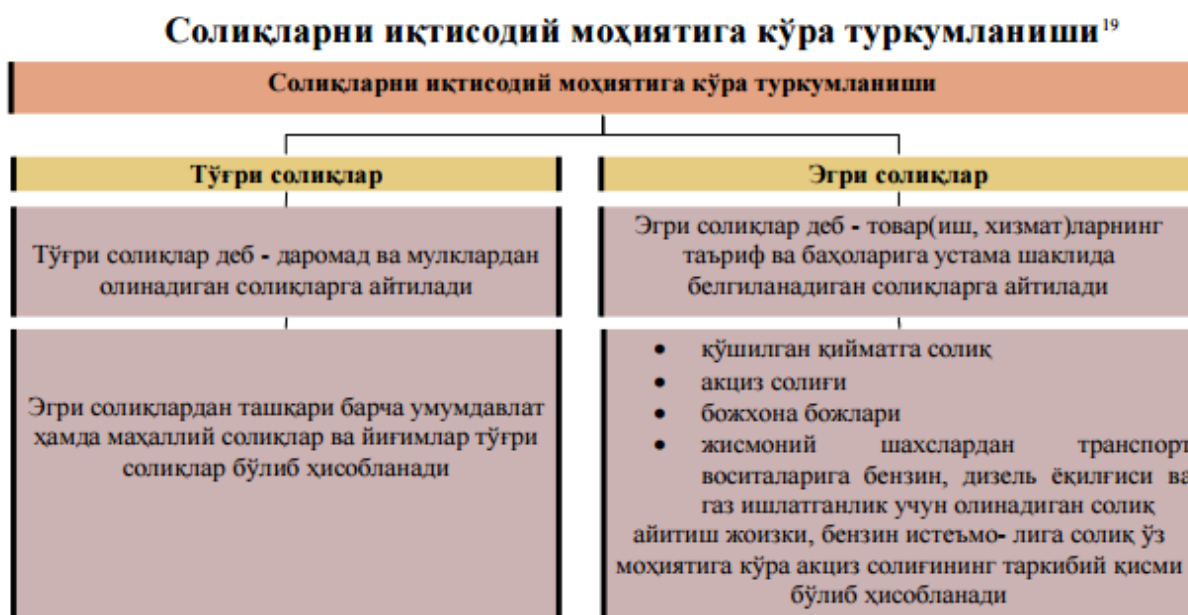 Солиқларни иқтисодий моҳиятига кўра туркумланиши¹⁹
Солиқларни иқтисодий моҳиятига кўра туркумланиши
Тўғри солиқлар
Тўғри солиқлар деб - даромад ва мулклардан
олинадиган солиқларга айтилади
Эгри солиқлардан ташқари барча умумдавлат
ҳамда маҳаллий солиқлар ва йиғимлар тўғри
солиқлар бўлиб ҳисобланади
Эгри солиқлар
Эгри солиқлар деб - товар(иш, хизмат)ларнинг
таъриф ва баҳоларига устама шаклида
белгиланадиган солиқларга айтилади
• қўшилган қийматга солиқ
• акциз солиғи
• божхона божлари
• жисмоний шахслардан транспорт
воситаларига бензин, дизель ёқилғиси ва
газ ишлатганлик учун олинадиган солиқ
айитиш жоизки, бензин истеъмо- лига солиқ ўз
моҳиятига кўра акциз солиғининг таркибий қисми
бўлиб ҳисобланади